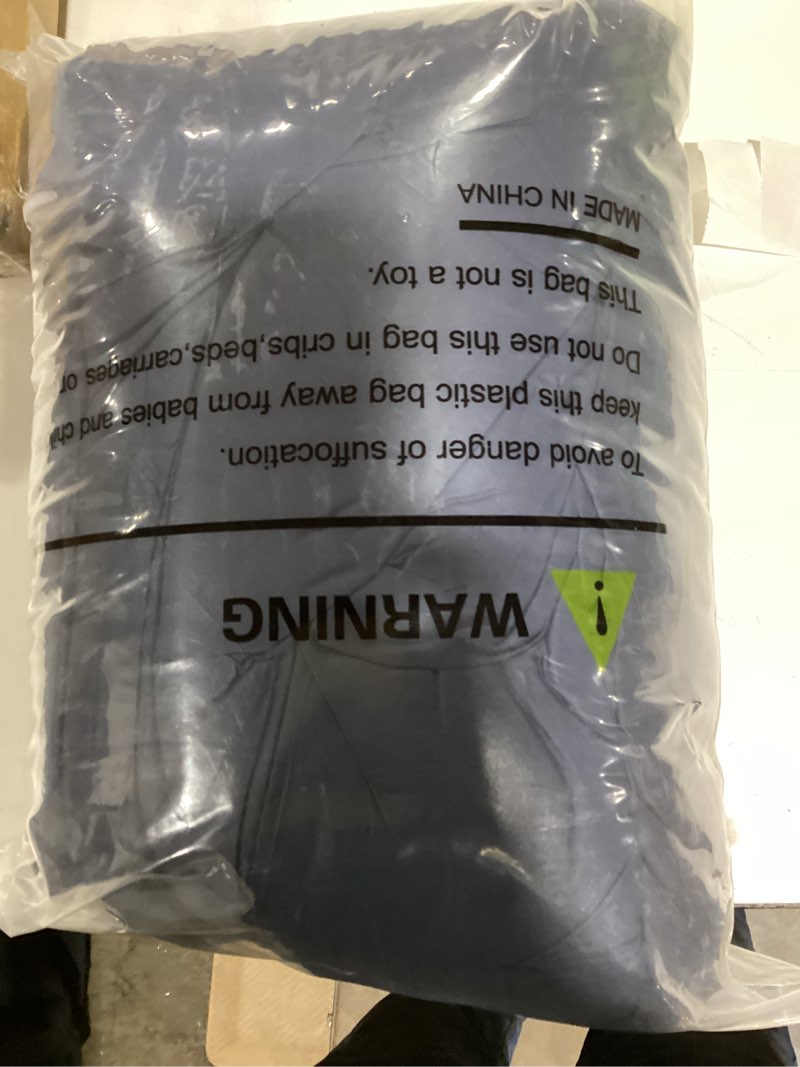 WARNING
To avoid danger of suffocation.
keep this plastic bag away from babies and
Do not use this bag in cribs,beds,carriages or
This bag is not a toy.
MADE IN CHINA